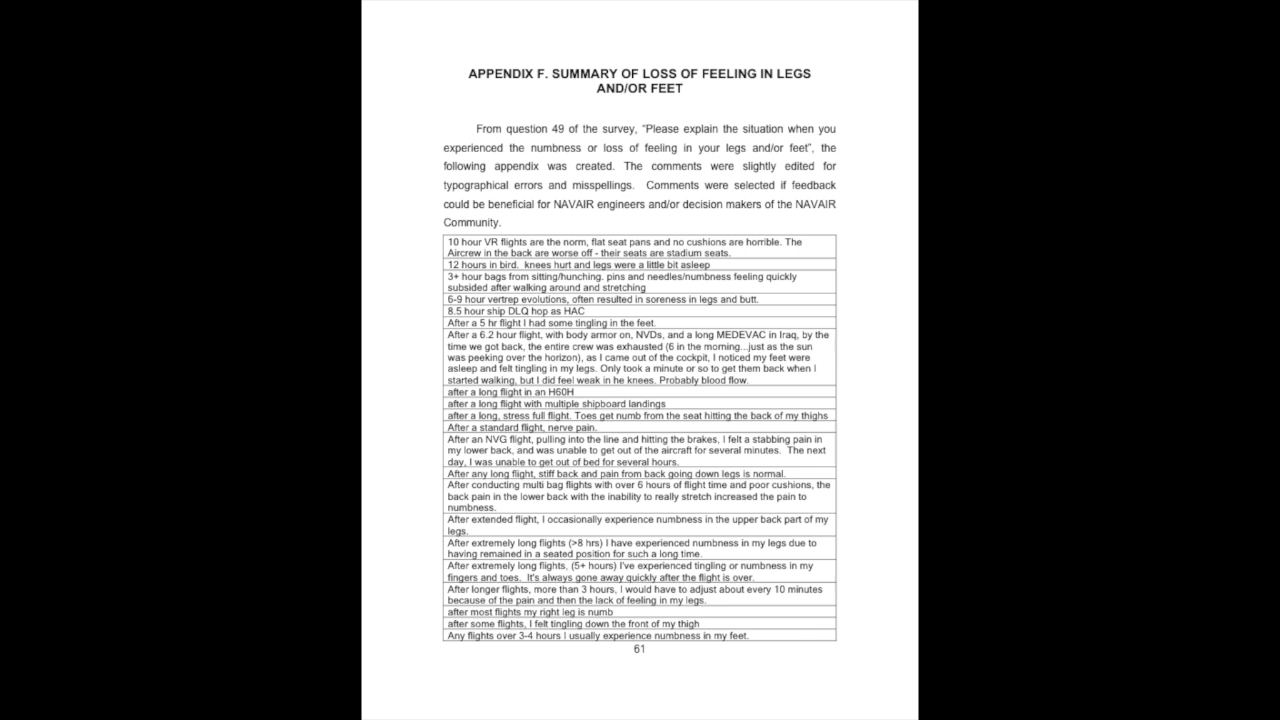 APPENDIX F. SUMMARY OF LOSS OF FEELING IN LEGS
AND/OR FEET
From question 49 of the survey, "Please explain the situation when you
experienced the numbness or loss of feeling in your legs and/or feet", the
following appendix was created. The comments were slightly edited for
typographical errors and misspellings. Comments were selected if feedback
could be beneficial for NAVAIR engineers and/or decision makers of the NAVAIR
Community.
10 hour VR flights are the norm, flat seat pans and no cushions are horrible. The
Aircrew in the back are worse off - their seats are stadium seats.
12 hours in bird. knees hurt and legs were a little bit asleep
3+ hour bags from sitting/hunching. pins and needles/numbness feeling quickly
subsided after walking around and stretching
6-9 hour vertrep evolutions, often resulted in soreness in legs and butt.
8.5 hour ship DLQ hop as HAC
After a 5 hr flight I had some tingling in the feet.
After a 6.2 hour flight, with body armor on, NVDs, and a long MEDEVAC in Iraq, by the
time we got back, the entire crew was exhausted (6 in the morning...just as the sun
was peeking over the horizon), as I came out of the cockpit, I noticed my feet were
asleep and felt tingling in my legs. Only took a minute or so to get them back when I
started walking, but I did feel weak in he knees. Probably blood flow.
after a long flight in an H60H
after a long flight with multiple shipboard landings
after a long, stress full flight. Toes get numb from the seat hitting the back of my thighs
After a standard flight, nerve pain.
After an NVG flight, pulling into the line and hitting the brakes, I felt a stabbing pain in
my lower back, and was unable to get out of the aircraft for several minutes. The next
day, I was unable to get out of bed for several hours.
After any long flight, stiff back and pain from back going down legs is normal.
After conducting multi bag flights with over 6 hours of flight time and poor cushions, the
back pain in the lower back with the inability to really stretch increased the pain to
numbness.
After extended flight, I occasionally experience numbness in the upper back part of my
legs.
After extremely long flights (>8 hrs) I have experienced numbness in my legs due to
having remained in a seated position for such a long time.
After extremely long flights, (5+ hours) I've experienced tingling or numbness in my
fingers and toes. It's always gone away quickly after the flight is over.
After longer flights, more than 3 hours, I would have to adjust about every 10 minutes
because of the pain and then the lack of feeling in my legs.
after most flights my right leg is numb
after some flights, I felt tingling down the front of my thigh
Any flights over 3-4 hours I usually experience numbness in my feet.
61